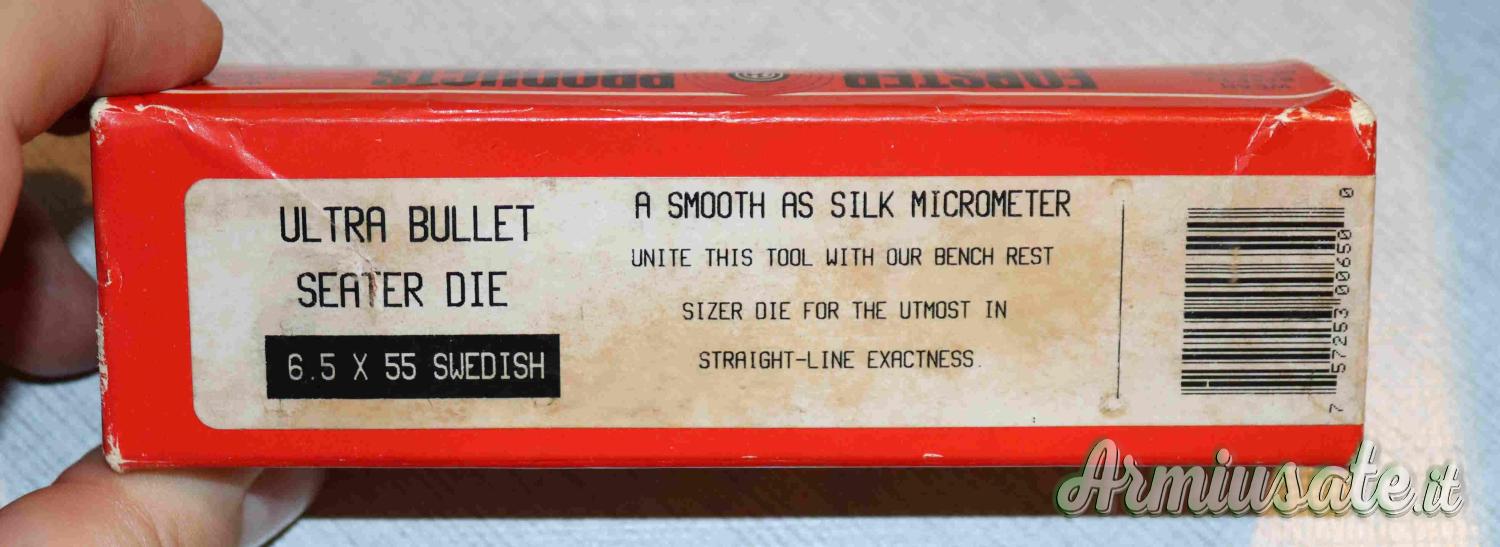 FORSTER PRODUCTS
ULTRA BULLET
SEATER DIE
6.5 X 55 SWEDISH
A SMOOTH AS SILK MICROMETER
UNITE THIS TOOL WITH OUR BENCH REST
SIZER DIE FOR THE UTMOST IN
STRAIGHT-LINE EXACTNESS.
7 57253 00650 0
Armiusate.it